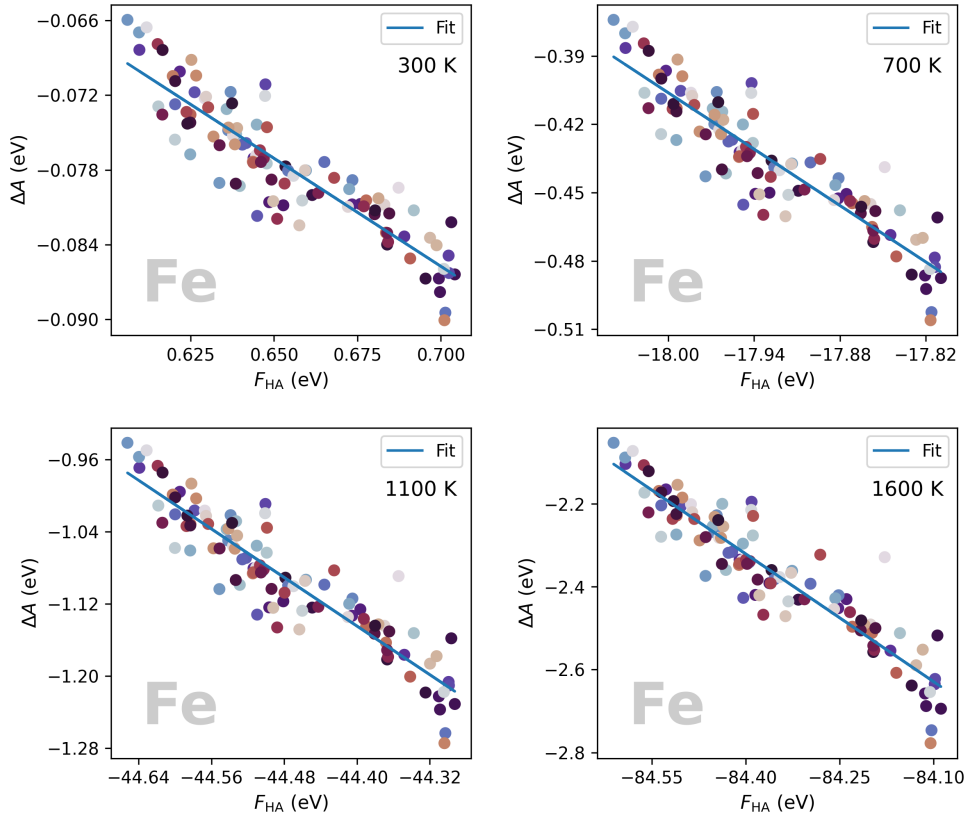 −0.066
−0.072
−0.078
−0.084
−0.090
ΔA (eV)
Fit
300 K
Fe
0.625
0.650
0.675
0.700
F_HA (eV)
−0.39
−0.42
−0.45
−0.48
−0.51
ΔA (eV)
Fit
700 K
Fe
−18.00
−17.94
−17.88
−17.82
F_HA (eV)
−0.96
−1.04
−1.12
−1.20
−1.28
ΔA (eV)
Fit
1100 K
Fe
−44.64
−44.56
−44.48
−44.40
−44.32
F_HA (eV)
−2.2
−2.4
−2.6
−2.8
ΔA (eV)
Fit
1600 K
Fe
−84.55
−84.40
−84.25
−84.10
F_HA (eV)